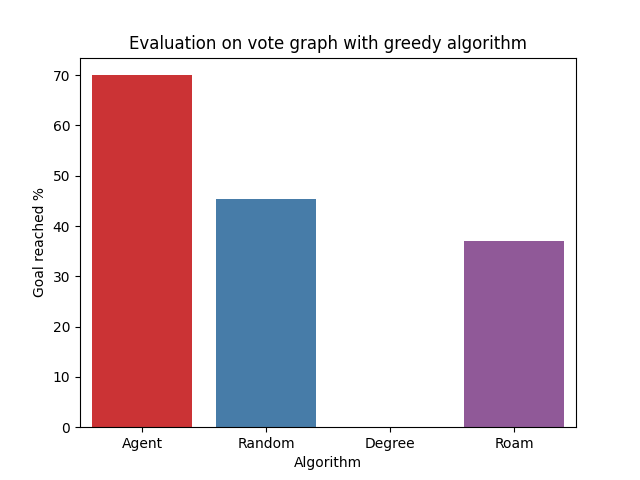 Evaluation on vote graph with greedy algorithm
Goal reached %
70
60
50
40
30
20
10
0
Agent Random Degree Roam
Algorithm